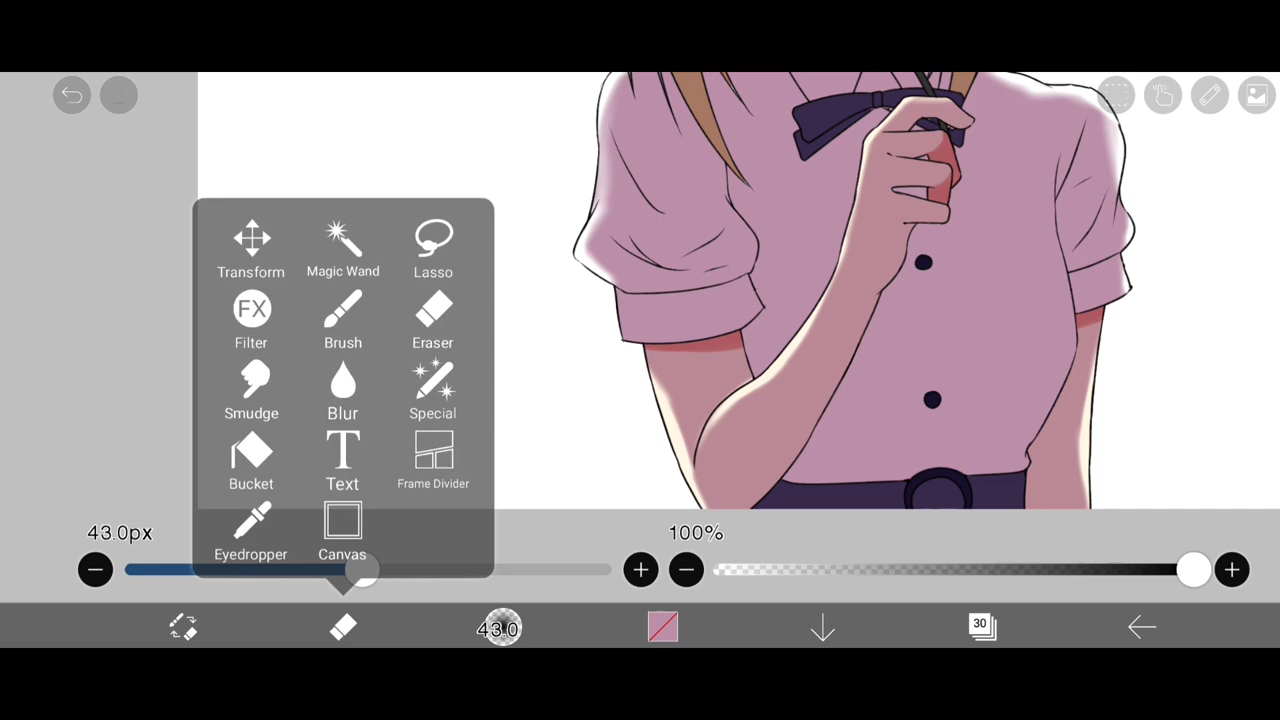 Transform
Magic Wand
Lasso
FX
Filter
Brush
Eraser
Smudge
Blur
Special
Bucket
T
Text
Frame Divider
Eyedropper
Canvas
43.0px
100%
43.0
30